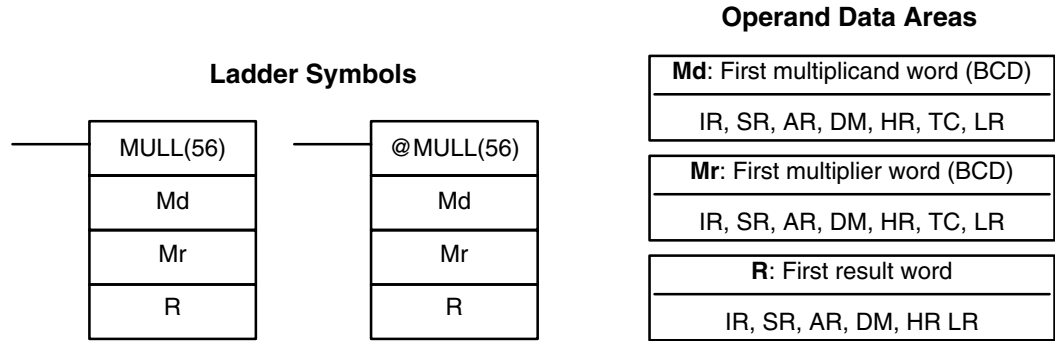 Operand Data Areas
Ladder Symbols
MULL(56)
Md
Mr
R
@MULL(56)
Md
Mr
R
Md: First multiplicand word (BCD)
IR, SR, AR, DM, HR, TC, LR
Mr: First multiplier word (BCD)
IR, SR, AR, DM, HR, TC, LR
R: First result word
IR, SR, AR, DM, HR LR